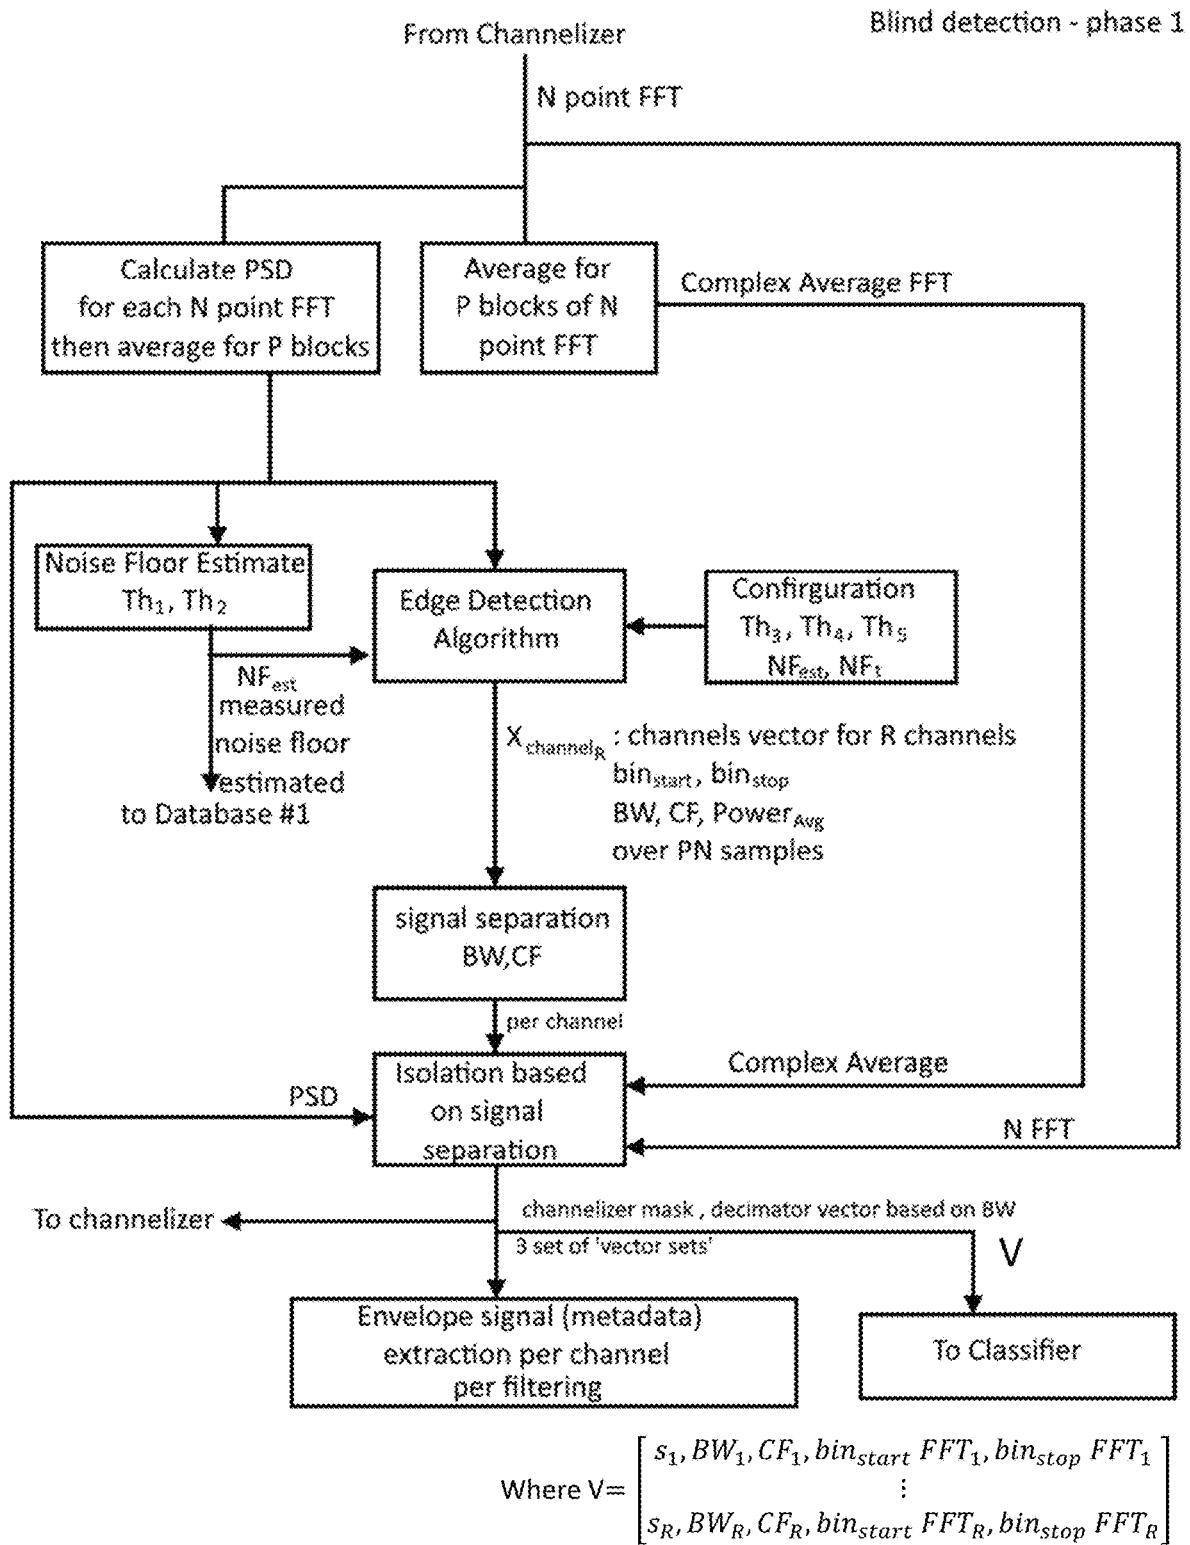 Blind detection - phase 1
From Channelizer
N point FFT
Calculate PSD
for each N point FFT
then average for P blocks
Average for
P blocks of N
point FFT
Complex Average FFT
Noise Floor Estimate
Th1, Th2
Edge Detection
Algorithm
Confirguration
Th3, Th4, Th5
NFest, NFt
NFest
measured
noise floor
estimated
to Database #1
XchannelR : channels vector for R channels
binstart, binstop
BW, CF, PowerAvg
over PN samples
signal separation
BW,CF
per channel
Isolation based
on signal
separation
Complex Average
PSD
N FFT
To channelizer
channelizer mask , decimator vector based on BW
3 set of 'vector sets'
V
Envelope signal (metadata)
extraction per channel
per filtering
To Classifier
s1, BW1, CF1, binstart FFT1, binstop FFT1
Where V=
⋮
sR, BWR, CFR, binstart FFTR, binstop FFTR